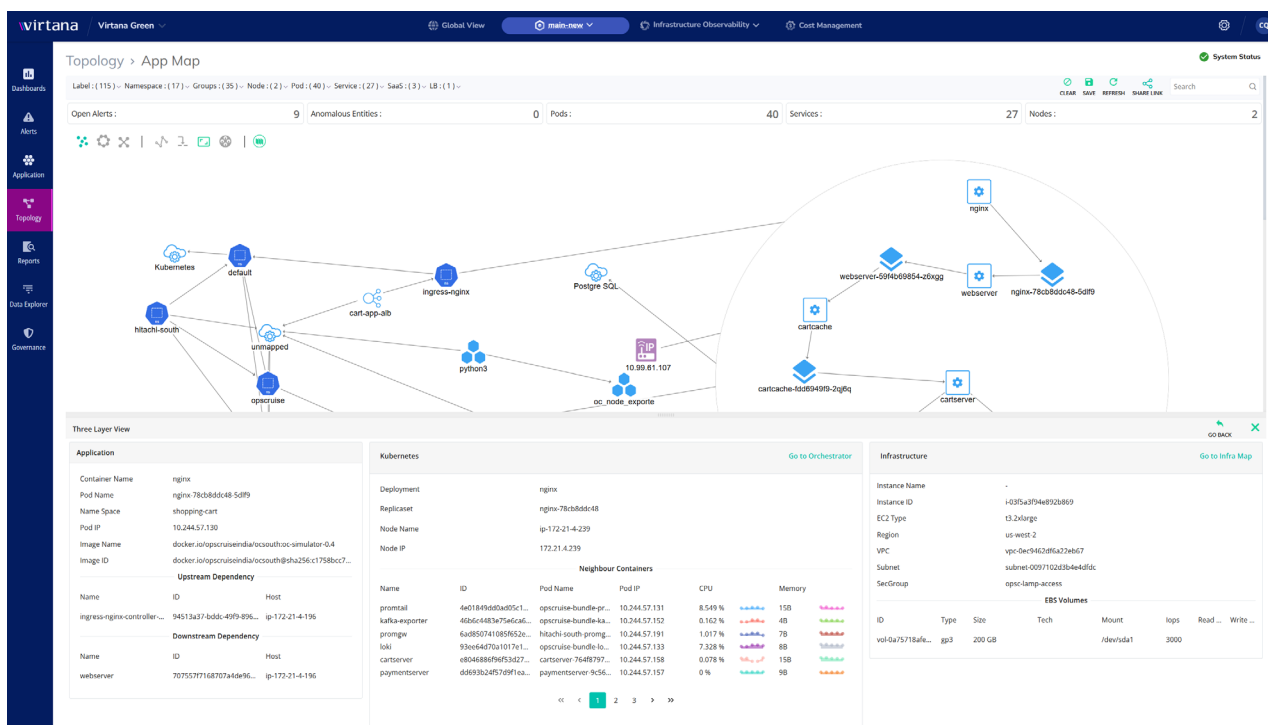 virtana Virtana Green Global View main-new Infrastructure Observability Cost Management CQ
Topology > App Map System Status
Label : ( 115 ) Namespace : ( 17 ) Groups : ( 35 ) Node : ( 2 ) Pod : ( 40 ) Service : ( 27 ) SaaS : ( 3 ) LB : ( 1 )
CLEAR SAVE REFRESH SHARE LINK Search
Open Alerts : 9 Anomalous Entities : 0 Pods : 40 Services : 27 Nodes : 2
Dashboards
Alerts
Application
Topology
Reports
Data Explorer
Governance
nginx
Kubernetes
default
ingress-nginx
Postgre SQL
webserver-59f4b69854-z6xgg
webserver
nginx-78cb8ddc48-5dlf9
cart-app-alb
hitachi-south
cartcache
unmapped
IP
10.99.61.107
python3
opscruise
oc_node_exporte
cartcache-fdd6949f9-2qj6q
cartserver
Three Layer View GO BACK
Application
Container Name nginx
Pod Name nginx-78cb8ddc48-5dlf9
Name Space shopping-cart
Pod IP 10.244.57.130
Image Name docker.io/opscruiseindia/ocsouth:oc-simulator-0.4
Image ID docker.io/opscruiseindia/ocsouth@sha256:c1758bcc7...
Upstream Dependency
Name ID Host
ingress-nginx-controller-... 94513a37-bddc-49f9-896... ip-172-21-4-196
Downstream Dependency
Name ID Host
webserver 707557f7168707a4de96... ip-172-21-4-196
Kubernetes Go to Orchestrator
Deployment nginx
Replicaset nginx-78cb8ddc48
Node Name ip-172-21-4-239
Node IP 172.21.4.239
Neighbour Containers
Name ID Pod Name Pod IP CPU Memory
promtail 4e01849dd0ad05c1... opscruise-bundle-pr... 10.244.57.131 8.549 % 15B
kafka-exporter 46b6c4483e75e6ca6... opscruise-bundle-ka... 10.244.57.152 0.162 % 4B
promgw 6ad850741085f652e... hitachi-south-promg... 10.244.57.191 1.017 % 7B
loki 93ee64d70a1017e1... opscruise-bundle-lo... 10.244.57.133 7.328 % 8B
cartserver e8046886f96f53d27... cartserver-764f8797... 10.244.57.158 0.078 % 15B
paymentserver dd693b24f57d9f1ea... paymentserver-9c56... 10.244.57.157 0 % 9B
« ‹ 1 2 3 › »
Infrastructure Go to Infra Map
Instance Name -
Instance ID i-03f5a3f94e892b869
EC2 Type t3.2xlarge
Region us-west-2
VPC vpc-0ec9462df6a22eb67
Subnet subnet-0097102d3b4e4dfdc
SecGroup opsc-lamp-access
EBS Volumes
ID Type Size Tech Mount Iops Read ... Write ...
vol-0a75718afe... gp3 200 GB /dev/sda1 3000